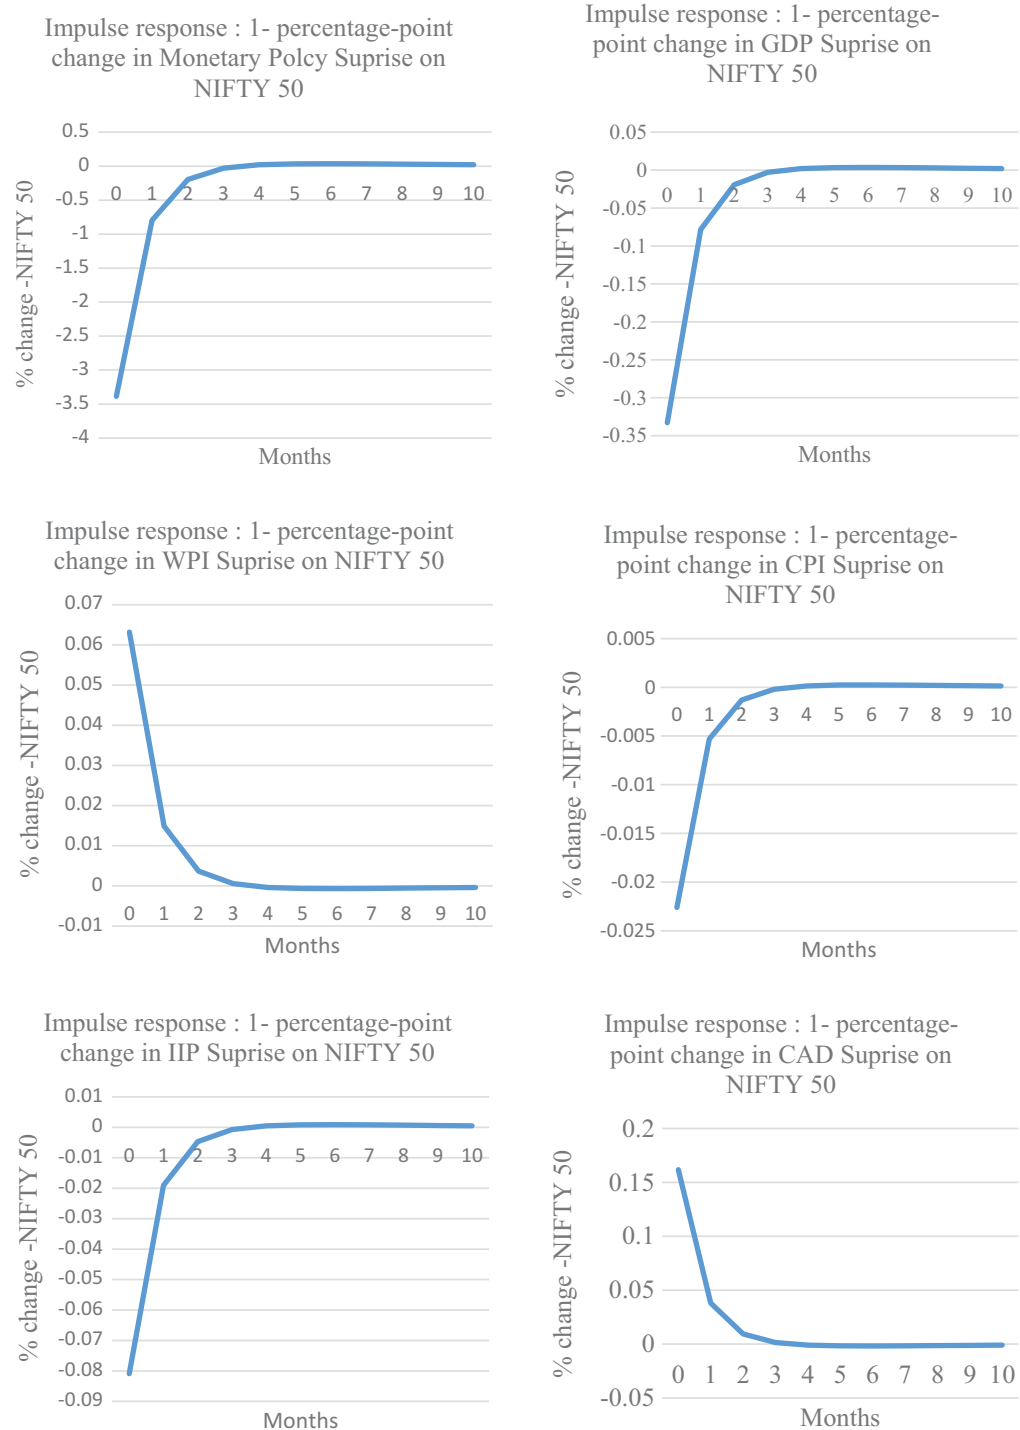 Impulse response : 1- percentage-point
change in Monetary Polcy Suprise on
NIFTY 50
% change -NIFTY 50
0.5
0
-0.5
-1
-1.5
-2
-2.5
-3
-3.5
-4
0 1 2 3 4 5 6 7 8 9 10
Months
Impulse response : 1- percentage-
point change in GDP Suprise on
NIFTY 50
% change -NIFTY 50
0.05
0
-0.05
-0.1
-0.15
-0.2
-0.25
-0.3
-0.35
0 1 2 3 4 5 6 7 8 9 10
Months
Impulse response : 1- percentage-point
change in WPI Suprise on NIFTY 50
% change -NIFTY 50
0.07
0.06
0.05
0.04
0.03
0.02
0.01
0
-0.01
0 1 2 3 4 5 6 7 8 9 10
Months
Impulse response : 1- percentage-
point change in CPI Suprise on
NIFTY 50
% change -NIFTY 50
0.005
0
-0.005
-0.01
-0.015
-0.02
-0.025
0 1 2 3 4 5 6 7 8 9 10
Months
Impulse response : 1- percentage-point
change in IIP Suprise on NIFTY 50
% change -NIFTY 50
0.01
0
-0.01
-0.02
-0.03
-0.04
-0.05
-0.06
-0.07
-0.08
-0.09
0 1 2 3 4 5 6 7 8 9 10
Months
Impulse response : 1- percentage-
point change in CAD Suprise on
NIFTY 50
% change -NIFTY 50
0.2
0.15
0.1
0.05
0
-0.05
0 1 2 3 4 5 6 7 8 9 10
Months